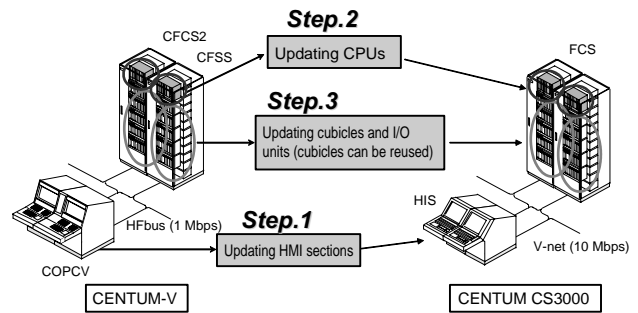 Step.2
CFCS2
CFSS
Updating CPUs
FCS
Step.3
Updating cubicles and I/O
units (cubicles can be reused)
Step.1
HIS
HFbus (1 Mbps)
Updating HMI sections
V-net (10 Mbps)
COPCV
CENTUM-V
CENTUM CS3000